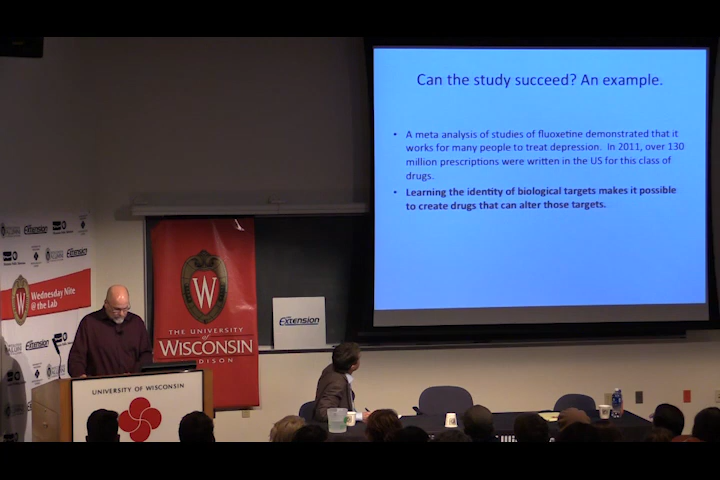 Can the study succeed? An example.
• A meta analysis of studies of fluoxetine demonstrated that it
works for many people to treat depression. In 2011, over 130
million prescriptions were written in the US for this class of
drugs.
• Learning the identity of biological targets makes it possible
to create drugs that can alter those targets.
Extension
Wednesday Nite
@ the Lab
W
W
THE UNIVERSITY
WISCONSIN
DISON
Extension
UNIVERSITY OF WISCONSIN